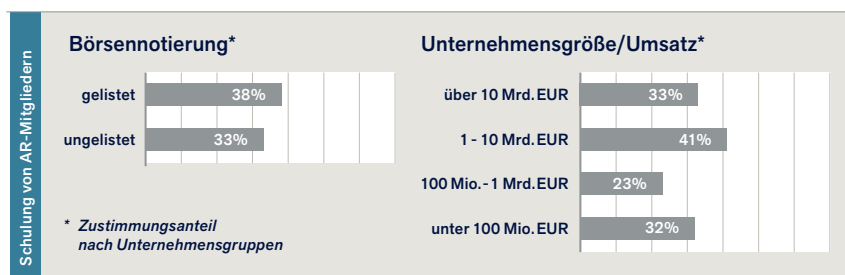 Schulung von AR-Mitgliedern
Börsennotierung*
gelistet 38%
ungelistet 33%
* Zustimmungsanteil
nach Unternehmensgruppen
Unternehmensgröße/Umsatz*
über 10 Mrd. EUR 33%
1 - 10 Mrd. EUR 41%
100 Mio. - 1 Mrd. EUR 23%
unter 100 Mio. EUR 32%